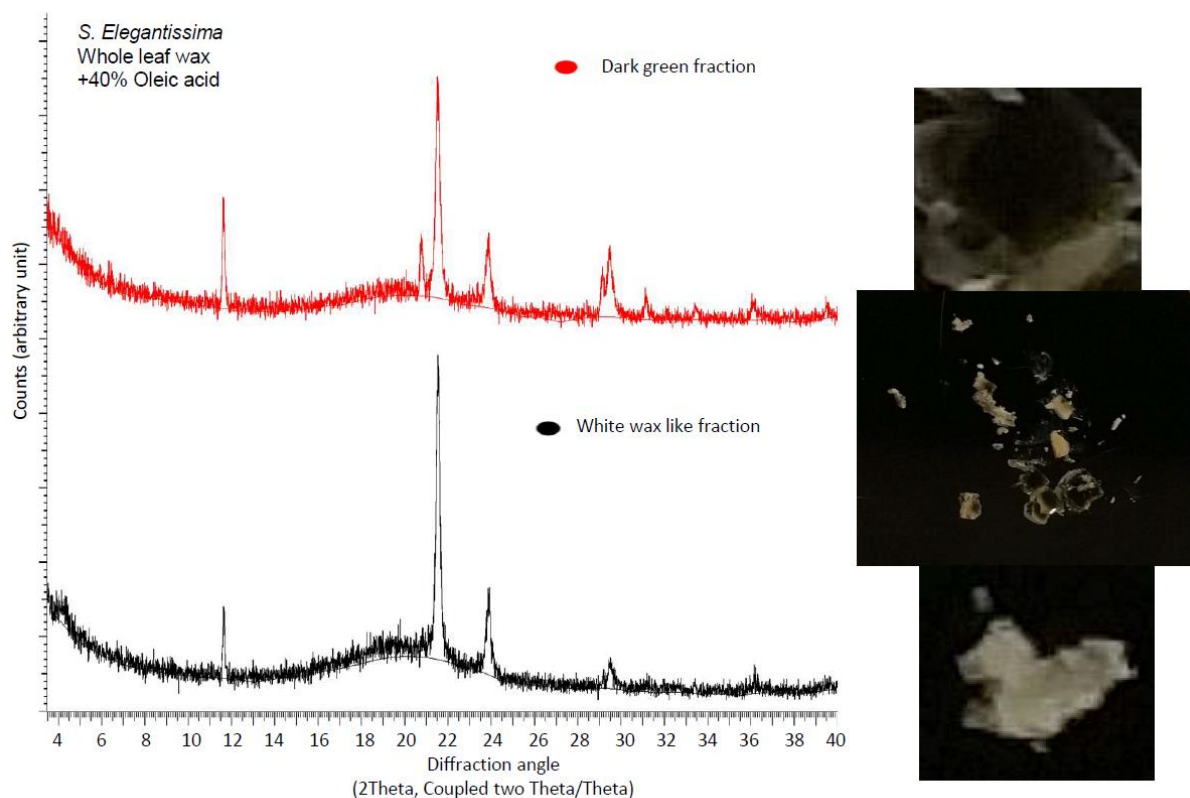 S. Elegantissima
Whole leaf wax
+40% Oleic acid
Dark green fraction
White wax like fraction
Counts (arbitrary unit)
4 6 8 10 12 14 16 18 20 22 24 26 28 30 32 34 36 38 40
Diffraction angle
(2Theta, Coupled two Theta/Theta)